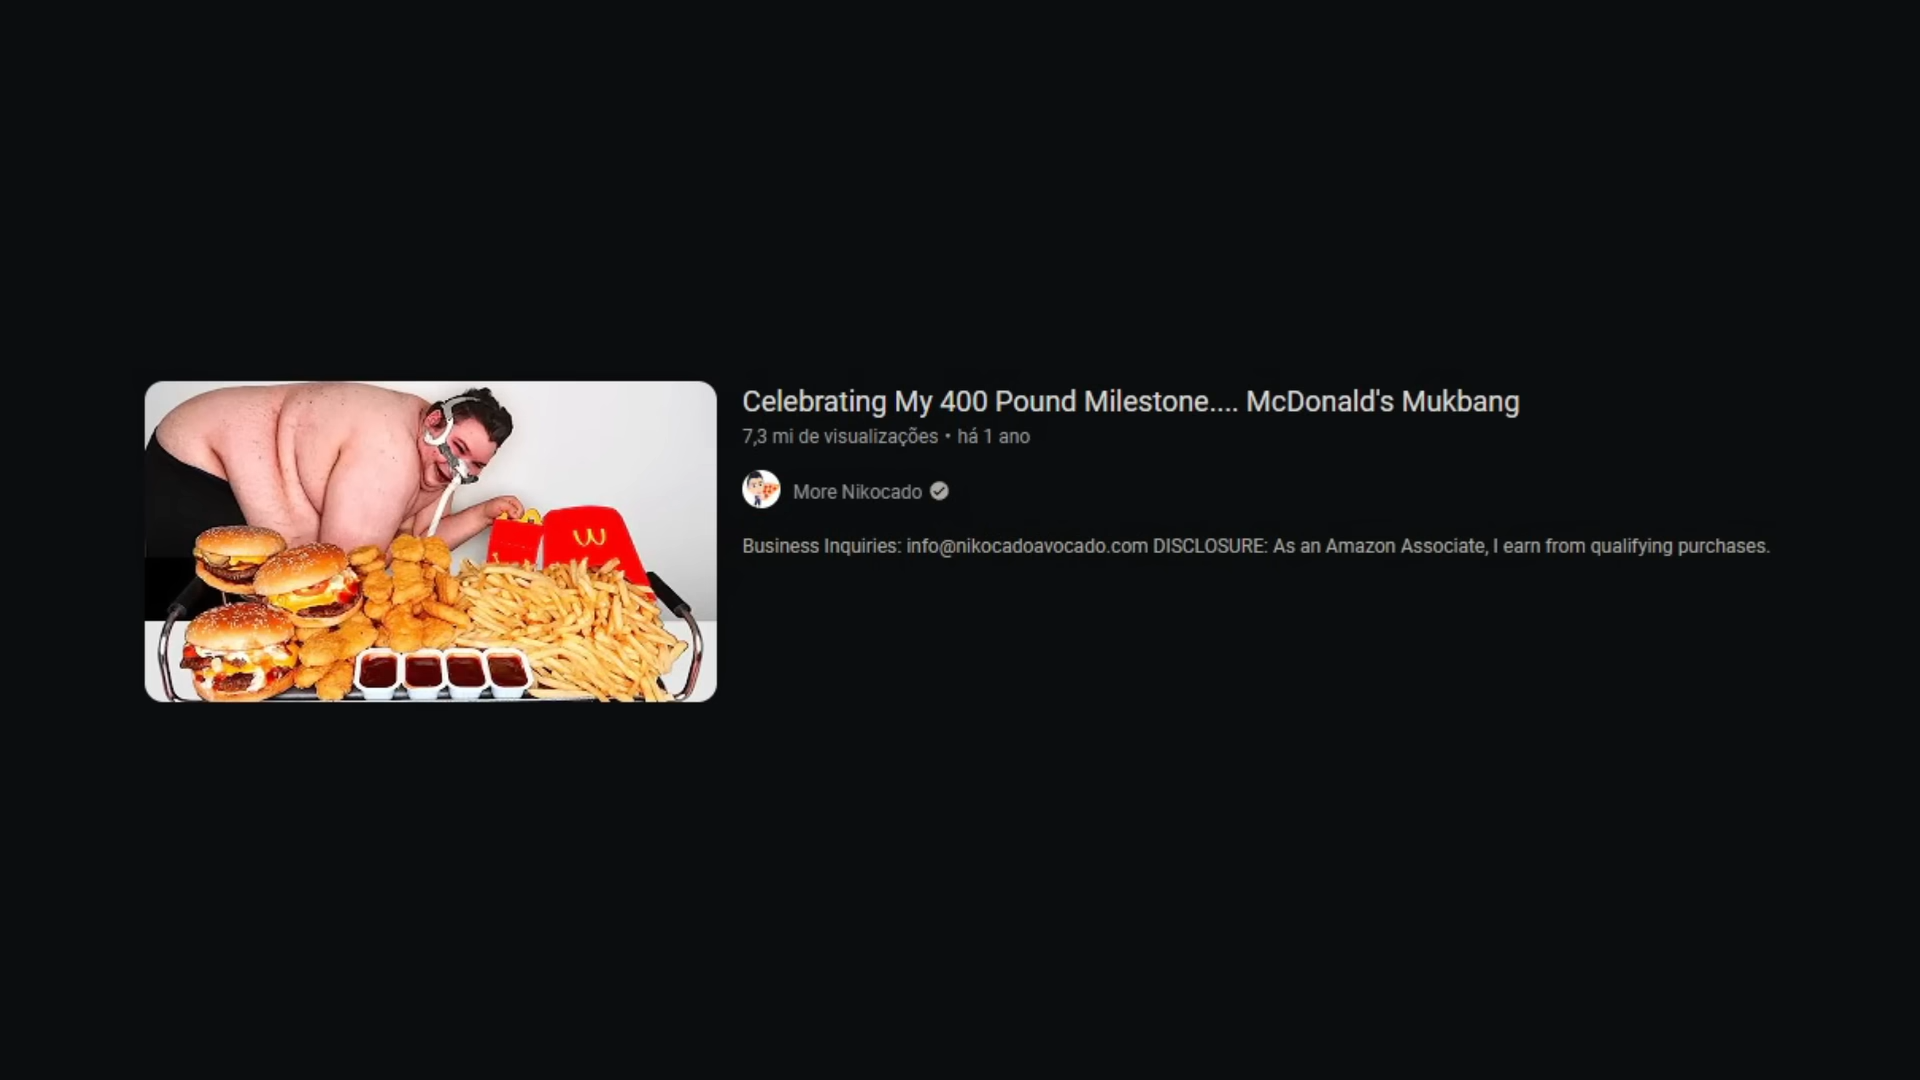 Celebrating My 400 Pound Milestone.... McDonald's Mukbang
7,3 mi de visualizações • há 1 ano
More Nikocado
Business Inquiries: info@nikocadoavocado.com DISCLOSURE: As an Amazon Associate, I earn from qualifying purchases.